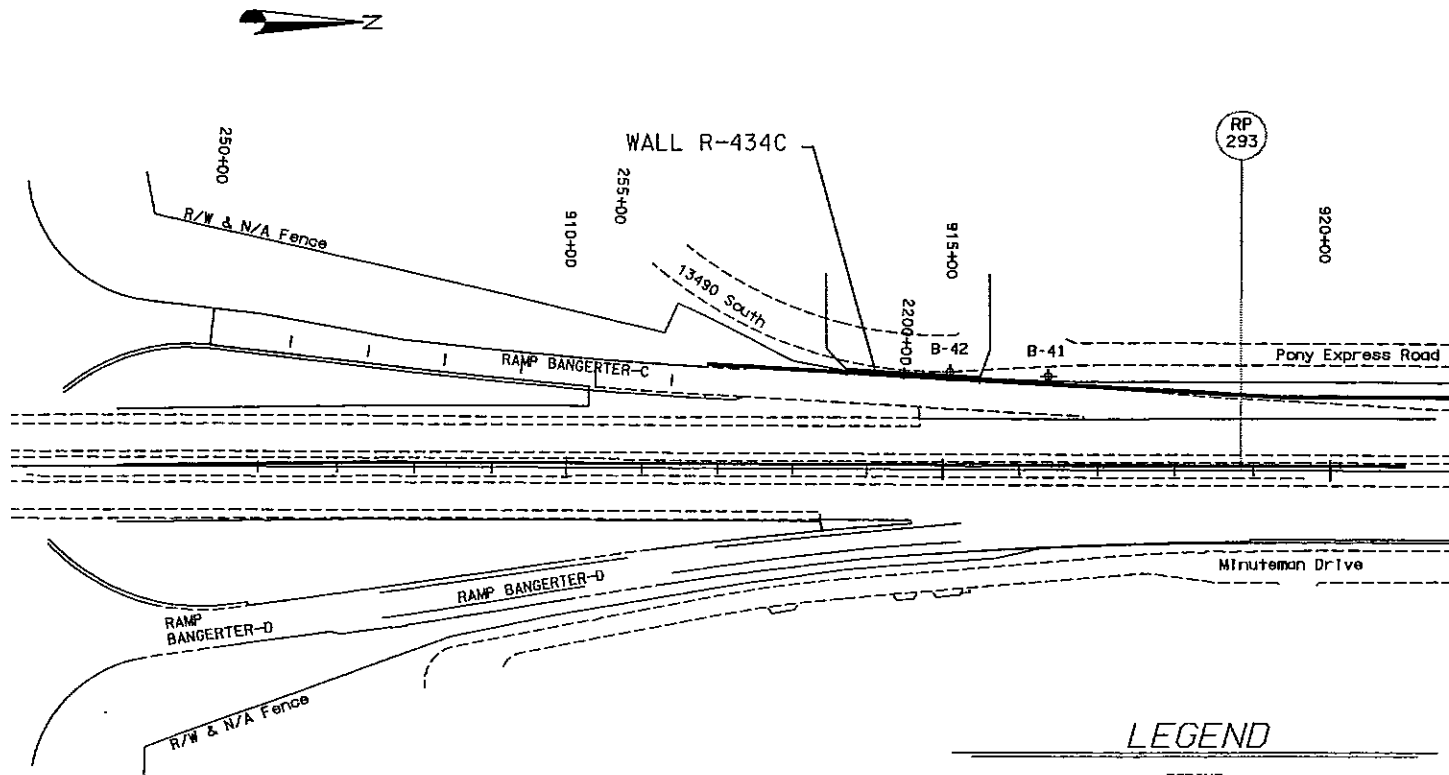 Z
RP
293
WALL R-434C
250+00
255+00
910+00
915+00
920+00
R/W & N/A Fence
13490 South
2200+00
B-42
B-41
Pony Express Road
RAMP BANGERTER-C
Minuteman Drive
RAMP BANGERTER-D
RAMP
BANGERTER-D
R/W & N/A Fence
LEGEND